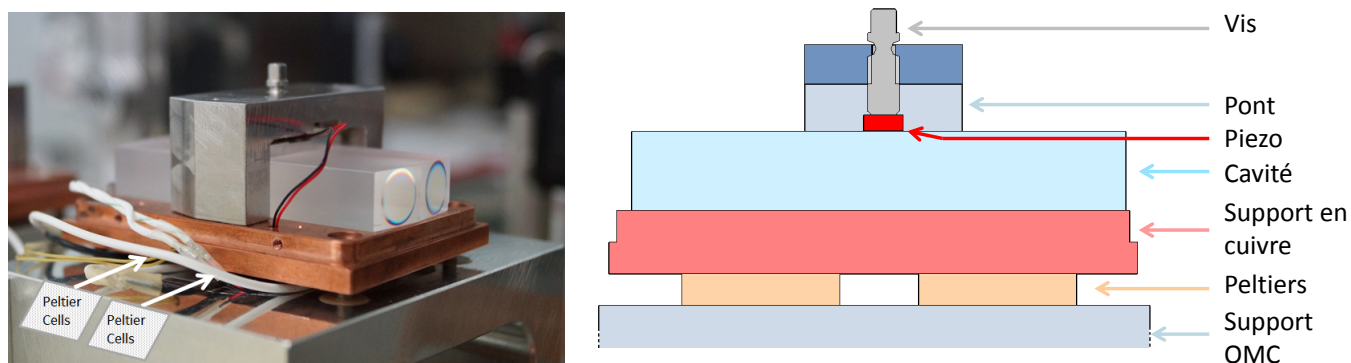 Peltier
Cells
Peltier
Cells
Vis
Pont
Piezo
Cavité
Support en
cuivre
Peltiers
Support
OMC